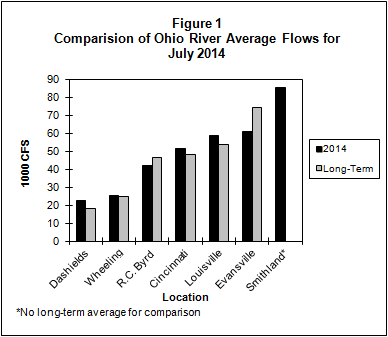 Figure 1
Comparision of Ohio River Average Flows for
July 2014
90
80
70
60
50
40
30
20
10
0
1000 CFS
Dashields
Wheeling
R.C. Byrd
Cincinnati
Louisville
Evansville
Smithland*
Location
2014
Long-Term
*No long-term average for comparison